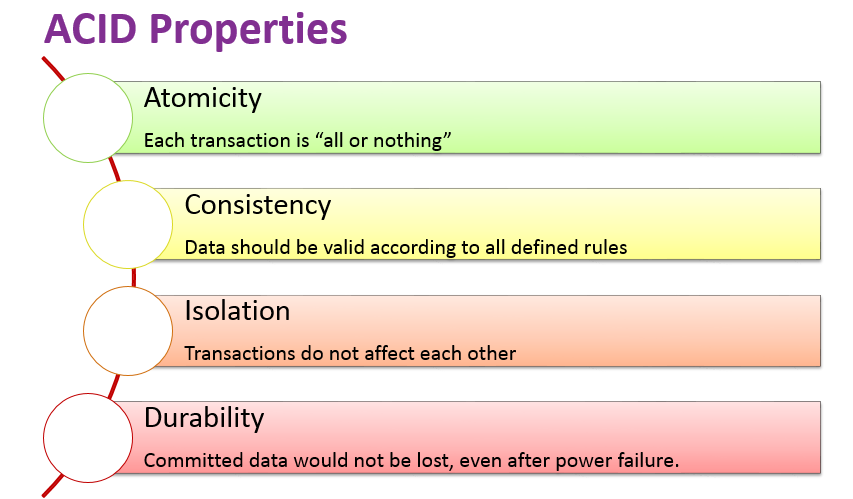 ACID Properties
Atomicity
Each transaction is “all or nothing”
Consistency
Data should be valid according to all defined rules
Isolation
Transactions do not affect each other
Durability
Committed data would not be lost, even after power failure.